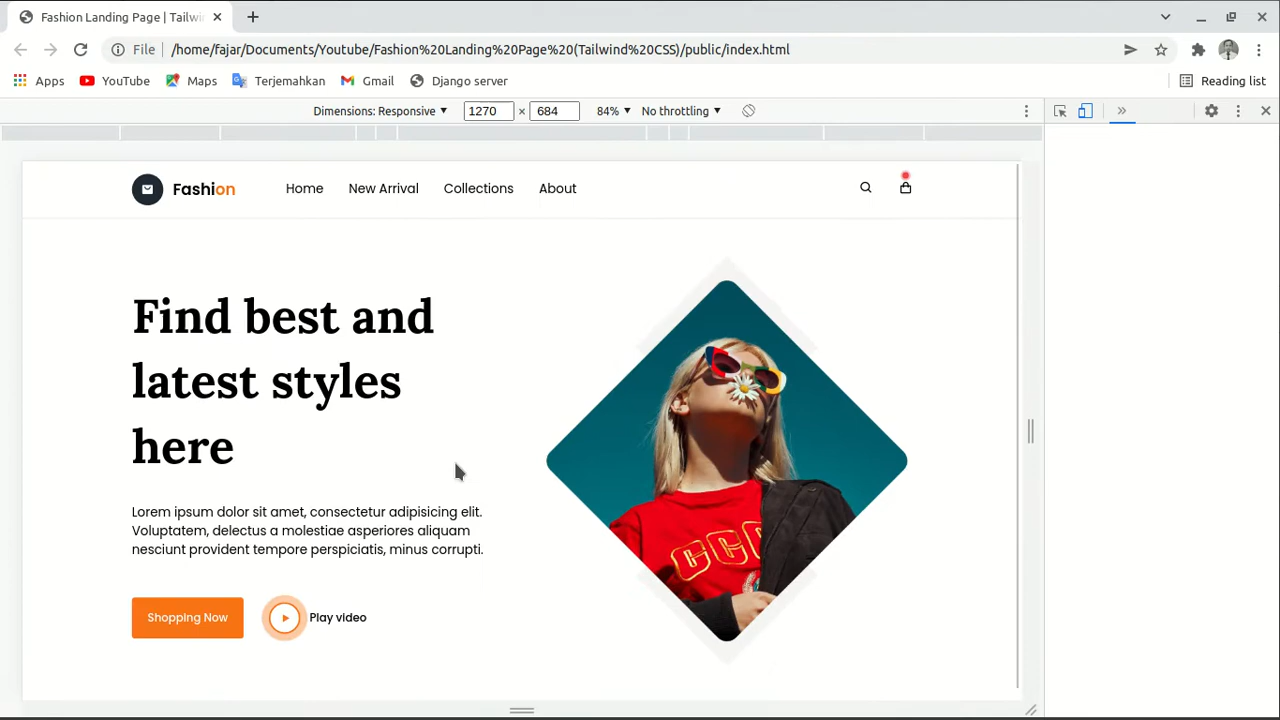 Fashion Landing Page | Tailwi
File /home/fajar/Documents/Youtube/Fashion%20Landing%20Page%20(Tailwind%20CSS)/public/index.html
Apps YouTube Maps Terjemahkan Gmail Django server Reading list
Dimensions: Responsive 1270 × 684 84% No throttling
Fashion Home New Arrival Collections About
Find best and
latest styles
here
Lorem ipsum dolor sit amet, consectetur adipisicing elit.
Voluptatem, delectus a molestiae asperiores aliquam
nesciunt provident tempore perspiciatis, minus corrupti.
Shopping Now Play video
CCC